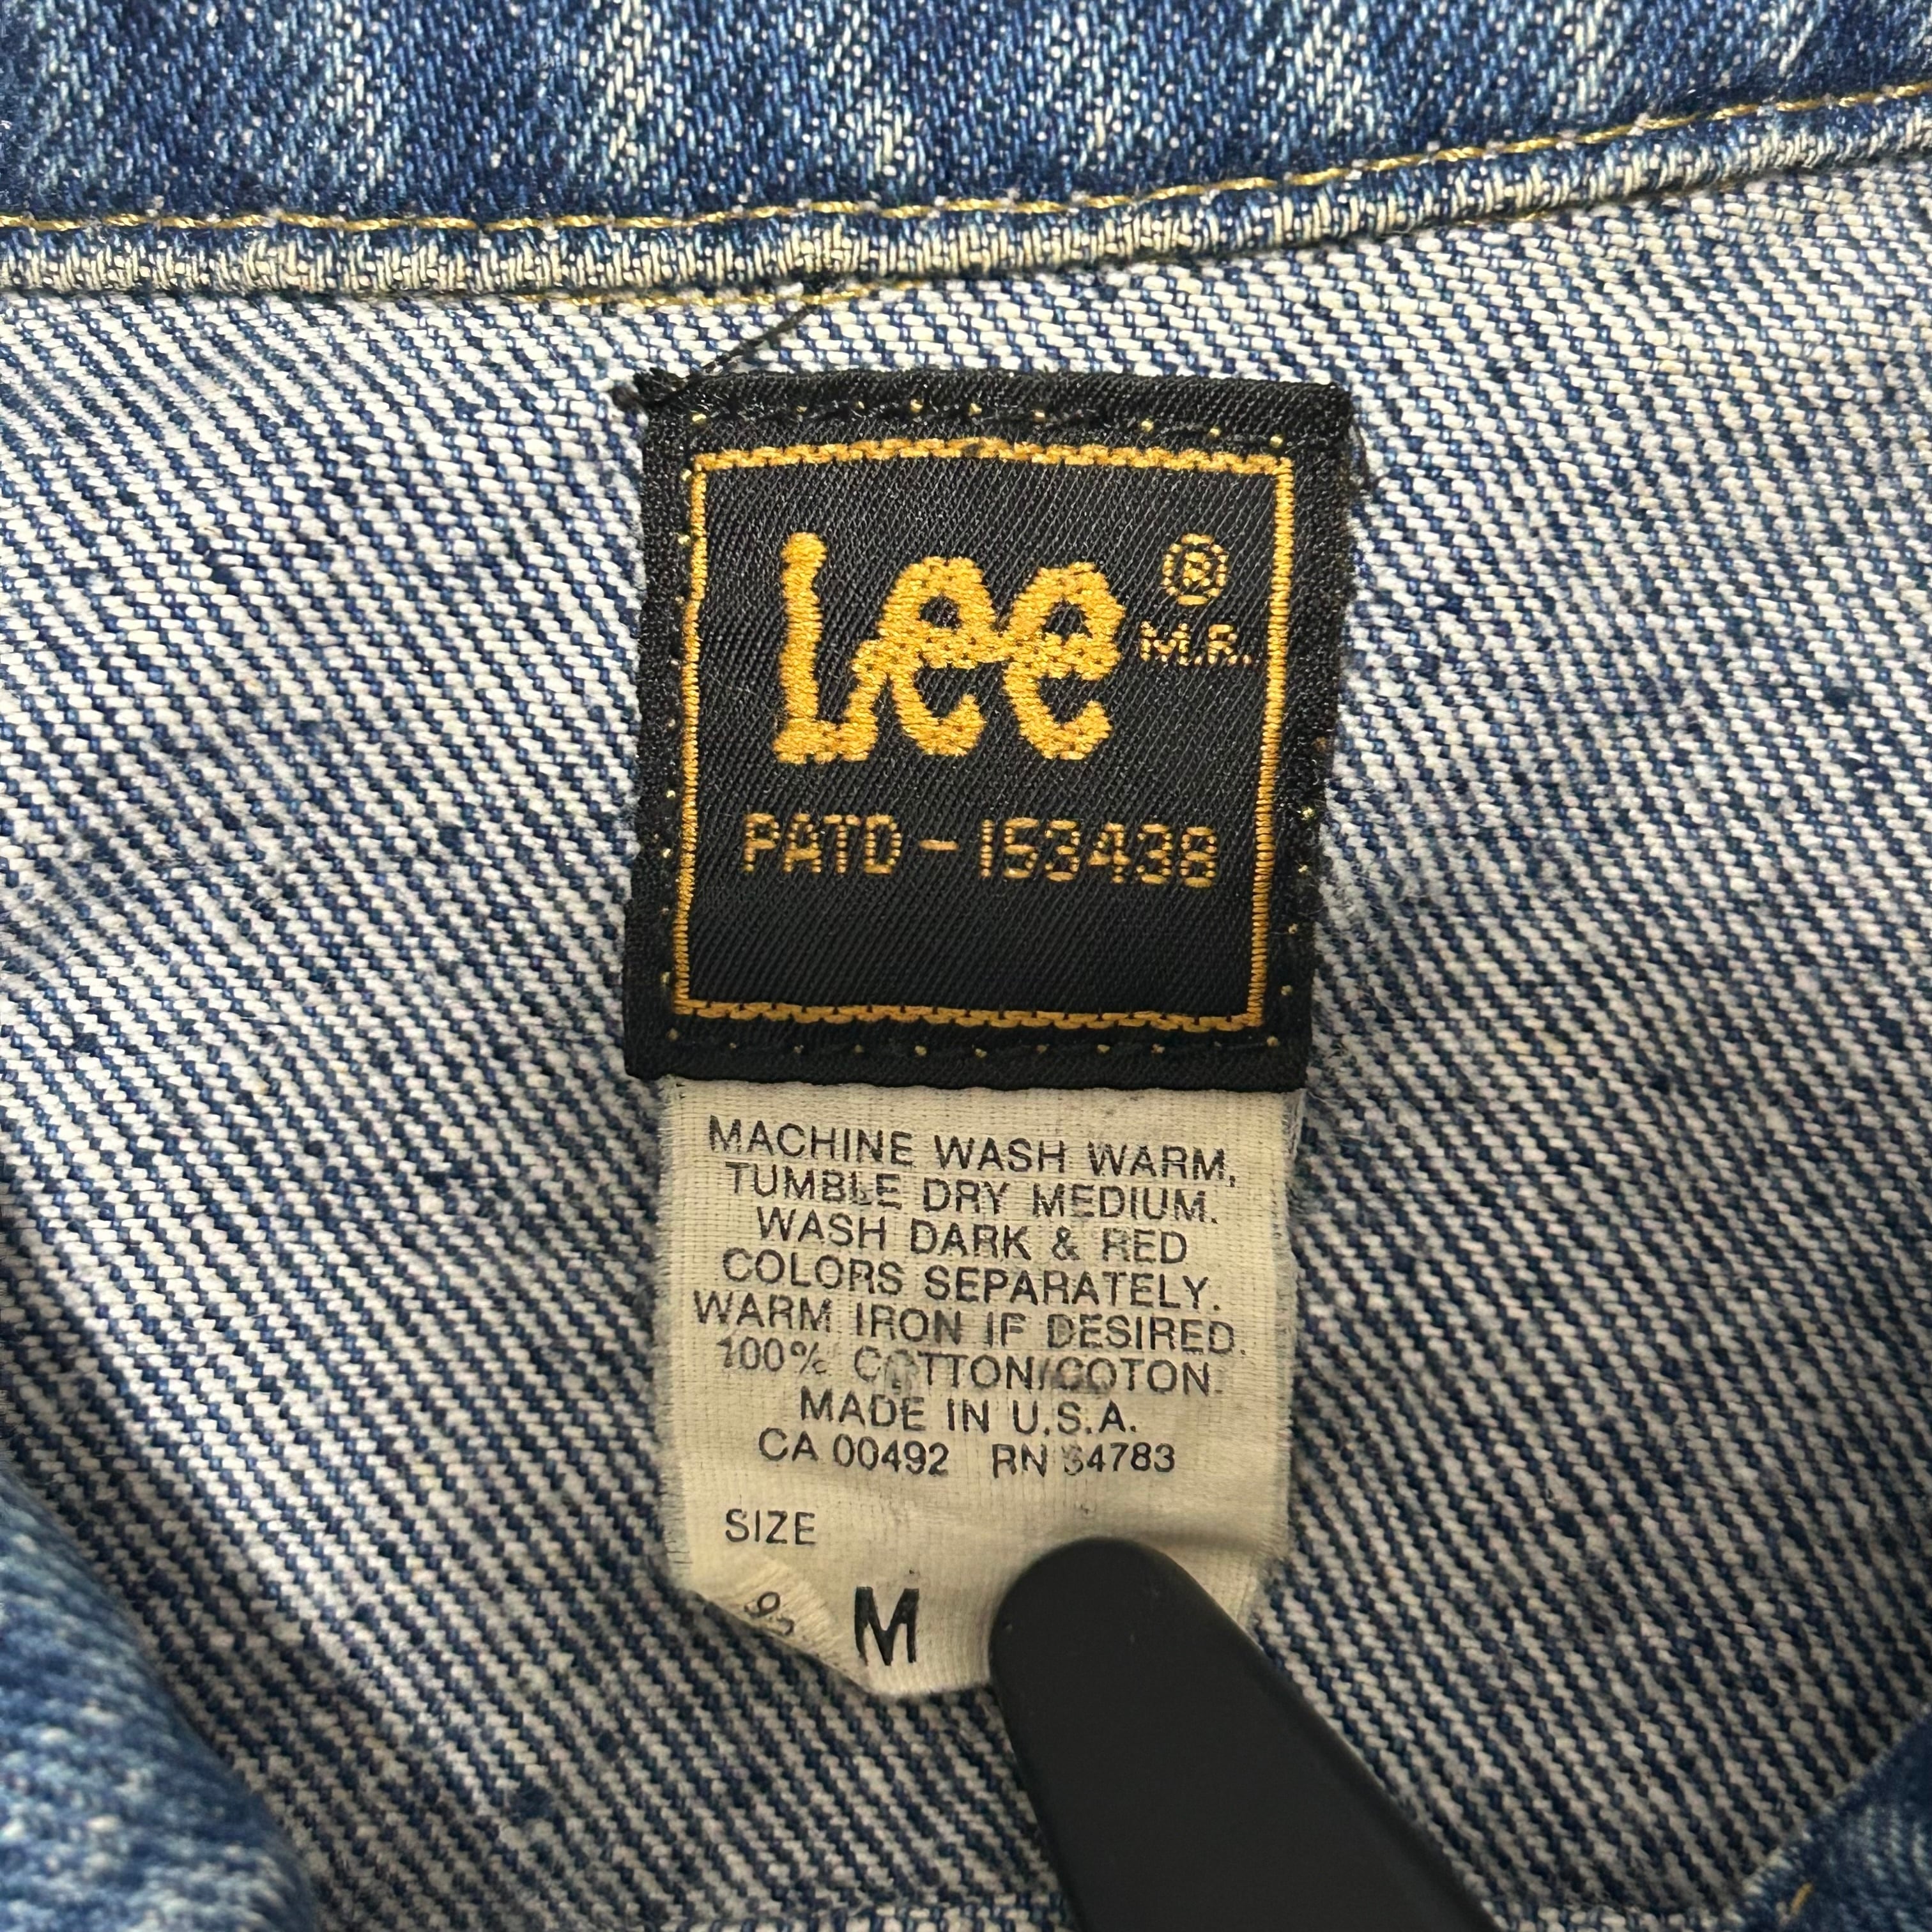 Lee ®
M.R.
PATD-153438
MACHINE WASH WARM,
TUMBLE DRY MEDIUM.
WASH DARK & RED
COLORS SEPARATELY.
WARM IRON IF DESIRED.
100% COTTON/COTON.
MADE IN U.S.A.
CA 00492 RN
SIZE
M